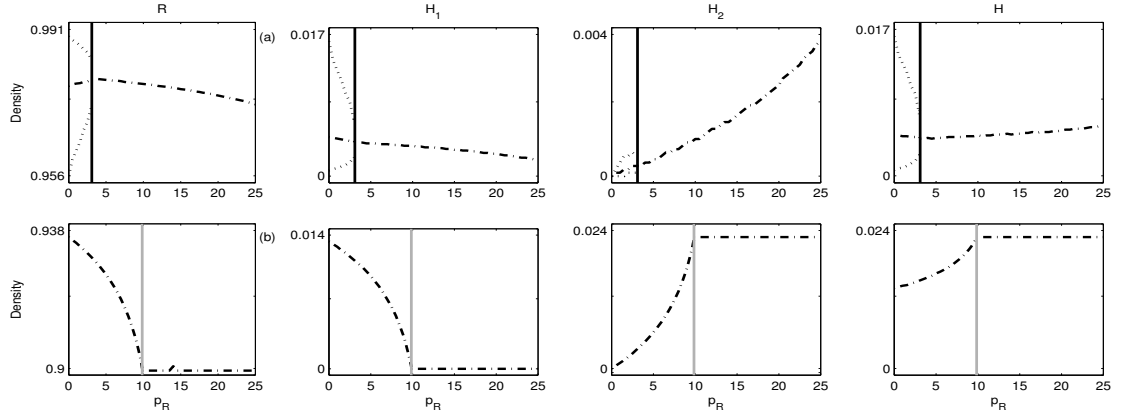 R H₁ H₂ H
0.991 (a) 0.017 0.004 0.017
Density
0.956 0 0 0
0 5 10 15 20 25 0 5 10 15 20 25 0 5 10 15 20 25 0 5 10 15 20 25
0.938 (b) 0.014 0.024 0.024
Density
0.9 0 0 0
0 5 10 15 20 25 0 5 10 15 20 25 0 5 10 15 20 25 0 5 10 15 20 25
p_R p_R p_R p_R